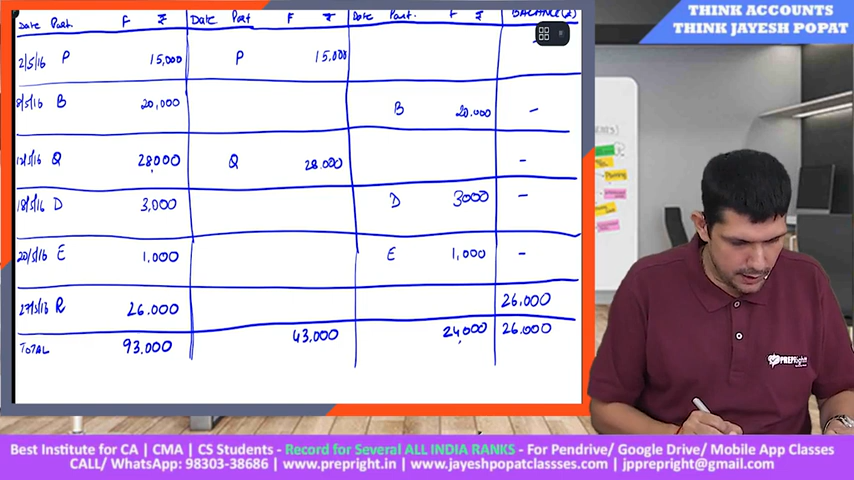 THINK ACCOUNTS
THINK JAYESH POPAT
Date Part F ₹ Date Part F ₹ Date Part. F ₹ BALANCE(₹)
2/5/16 P 15,000 P 15.000
8/5/16 B 20,000 B 20.000 -
Q 28,000 Q 28.000 -
18/5/16 D 3,000 D 3000 -
20/5/16 E 1,000 E 1,000 -
27/5/16 R 26.000 26,000
TOTAL 93.000 43,000 24,000 26.000
Planning
PREPRight
Best Institute for CA | CMA | CS Students - Record for Several ALL INDIA RANKS - For Pendrive/ Google Drive/ Mobile App Classes
CALL/ WhatsApp: 98303-38686 | www.prepright.in | www.jayeshpopatclassses.com | jpprepright@gmail.com